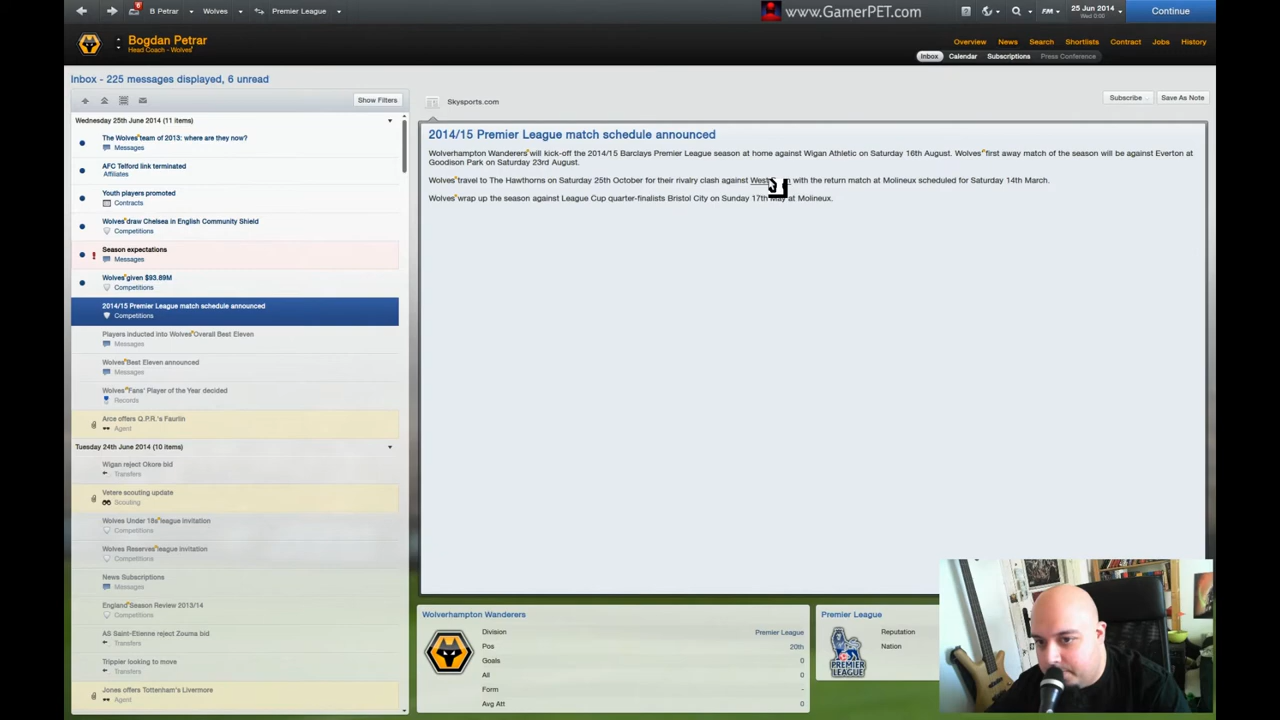 B Petrar
Wolves
Premier League
www.GamerPET.com
FM
25 Jun 2014
Wed 0:00
Continue
Bogdan Petrar
Head Coach - Wolves
Overview
News
Search
Shortlists
Contract
Jobs
History
Inbox
Calendar
Subscriptions
Press Conference
Inbox - 225 messages displayed, 6 unread
Show Filters
Wednesday 25th June 2014 (11 items)
The Wolves team of 2013: where are they now?
Messages
AFC Telford link terminated
Affiliates
Youth players promoted
Contracts
Wolves draw Chelsea in English Community Shield
Competitions
Season expectations
Messages
Wolves given $93.89M
Competitions
2014/15 Premier League match schedule announced
Competitions
Players inducted into Wolves Overall Best Eleven
Messages
Wolves Best Eleven announced
Messages
Wolves Fans' Player of the Year decided
Records
Arce offers Q.P.R.'s Faurlin
Agent
Tuesday 24th June 2014 (10 items)
Wigan reject Okore bid
Transfers
Vetere scouting update
Scouting
Wolves Under 18s league invitation
Competitions
Wolves Reserves league invitation
Competitions
News Subscriptions
Messages
England Season Review 2013/14
Competitions
AS Saint-Etienne reject Zouma bid
Transfers
Trippier looking to move
Transfers
Jones offers Tottenham's Livermore
Agent
Skysports.com
Subscribe
Save As Note
2014/15 Premier League match schedule announced
Wolverhampton Wanderers will kick-off the 2014/15 Barclays Premier League season at home against Wigan Athletic on Saturday 16th August. Wolves first away match of the season will be against Everton at
Goodison Park on Saturday 23rd August.
Wolves travel to The Hawthorns on Saturday 25th October for their rivalry clash against West with the return match at Molineux scheduled for Saturday 14th March.
Wolves wrap up the season against League Cup quarter-finalists Bristol City on Sunday 17th May at Molineux.
Wolverhampton Wanderers
Division Premier League
Pos 20th
Goals 0
All 0
Form -
Avg Att 0
Premier League
Reputation
Nation
PREMIER
LEAGUE